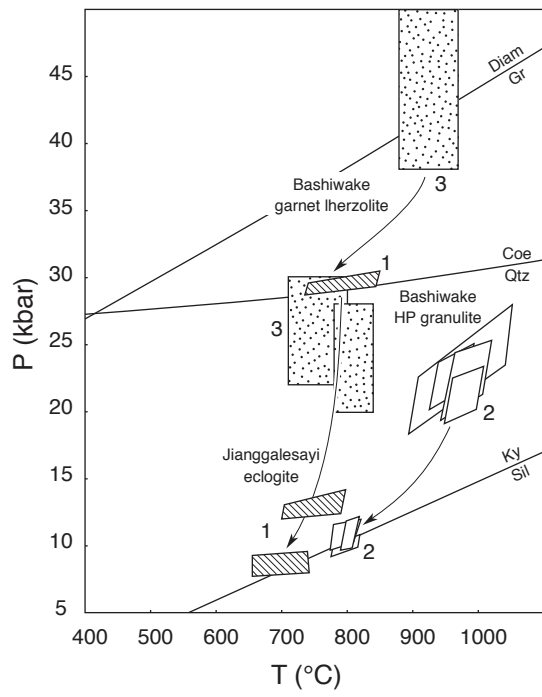 45
40
35
30
25
20
15
10
5
P (kbar)
Diam
Gr
3
Bashiwake
garnet lherzolite
1
Coe
Qtz
Bashiwake
HP granulite
3
2
Jianggalesayi
eclogite
Ky
Sil
1
2
400 500 600 700 800 900 1000
T (°C)